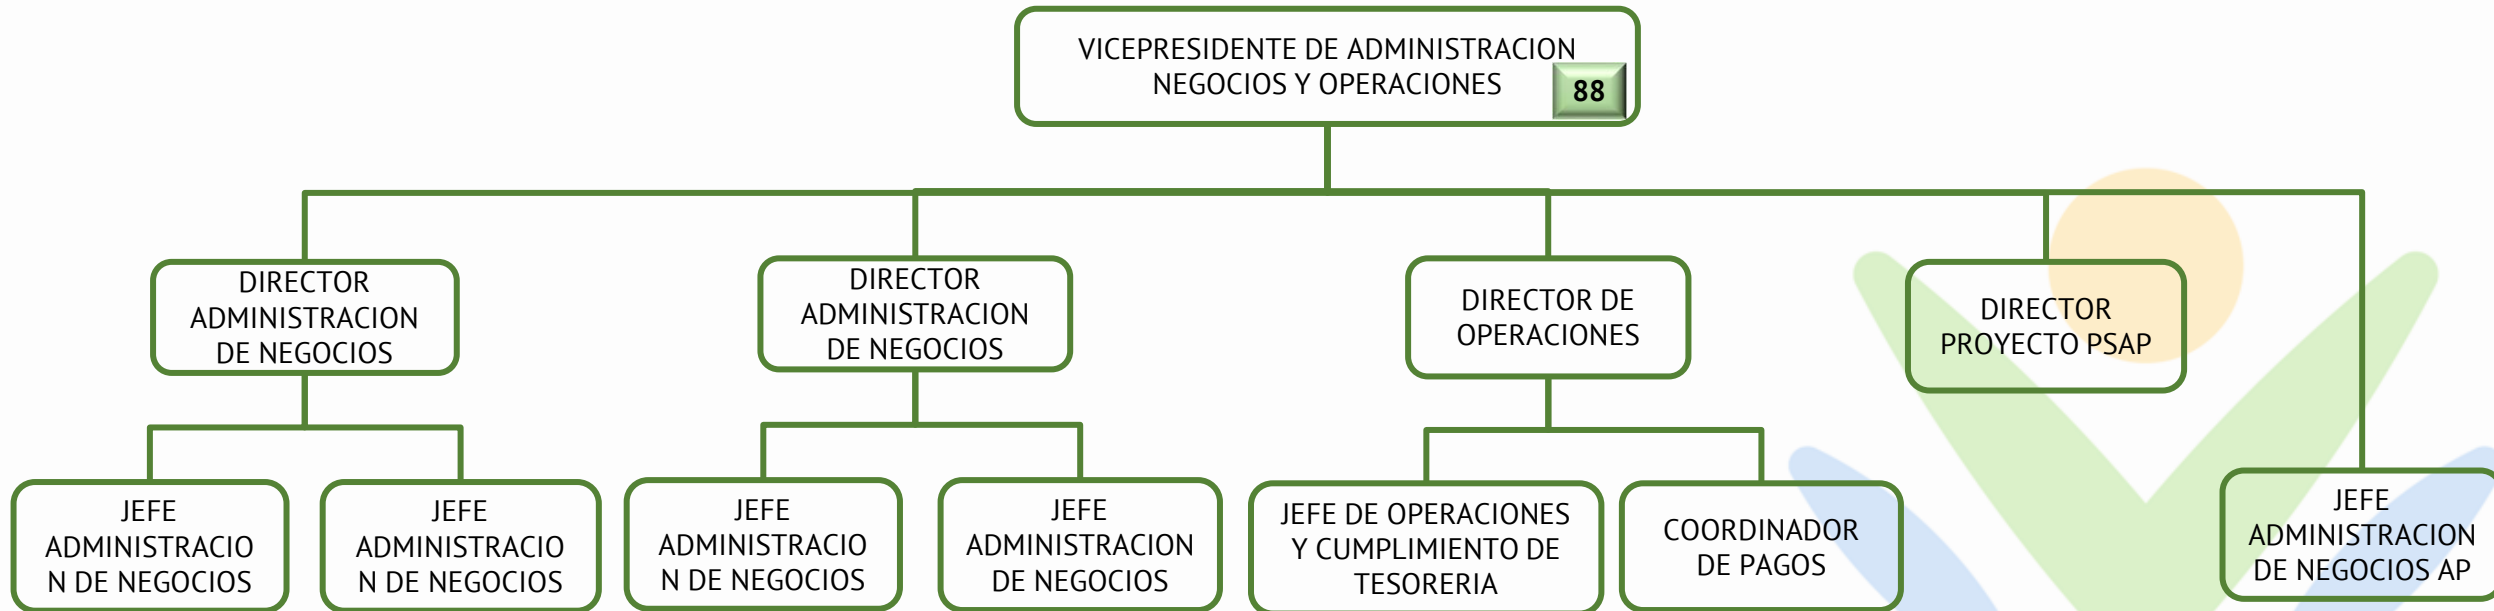 VICEPRESIDENTE DE ADMINISTRACION
NEGOCIOS Y OPERACIONES
88
DIRECTOR
ADMINISTRACION
DE NEGOCIOS
DIRECTOR
ADMINISTRACION
DE NEGOCIOS
DIRECTOR DE
OPERACIONES
DIRECTOR
PROYECTO PSAP
JEFE
ADMINISTRACIO
N DE NEGOCIOS
JEFE
ADMINISTRACIO
N DE NEGOCIOS
JEFE
ADMINISTRACIO
N DE NEGOCIOS
JEFE
ADMINISTRACION
DE NEGOCIOS
JEFE DE OPERACIONES
Y CUMPLIMIENTO DE
TESORERIA
COORDINADOR
DE PAGOS
JEFE
ADMINISTRACION
DE NEGOCIOS AP